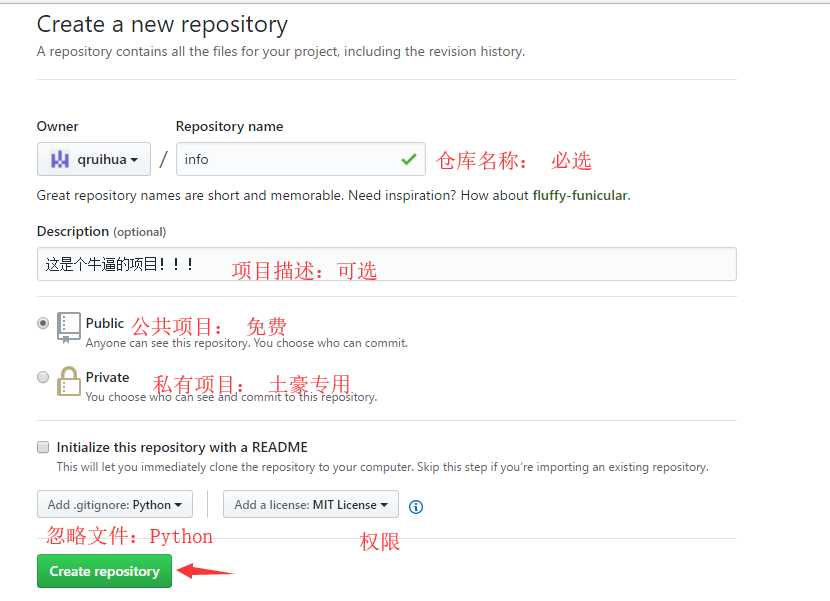 Create a new repository
A repository contains all the files for your project, including the revision history.
Owner Repository name
qruihua / info 仓库名称： 必选
Great repository names are short and memorable. Need inspiration? How about fluffy-funicular.
Description (optional)
这是个牛逼的项目！！！ 项目描述：可选
Public 公共项目： 免费
Anyone can see this repository. You choose who can commit.
Private 私有项目： 土豪专用
You choose who can see and commit to this repository.
Initialize this repository with a README
This will let you immediately clone the repository to your computer. Skip this step if you're importing an existing repository.
Add .gitignore: Python Add a license: MIT License
忽略文件：Python 权限
Create repository